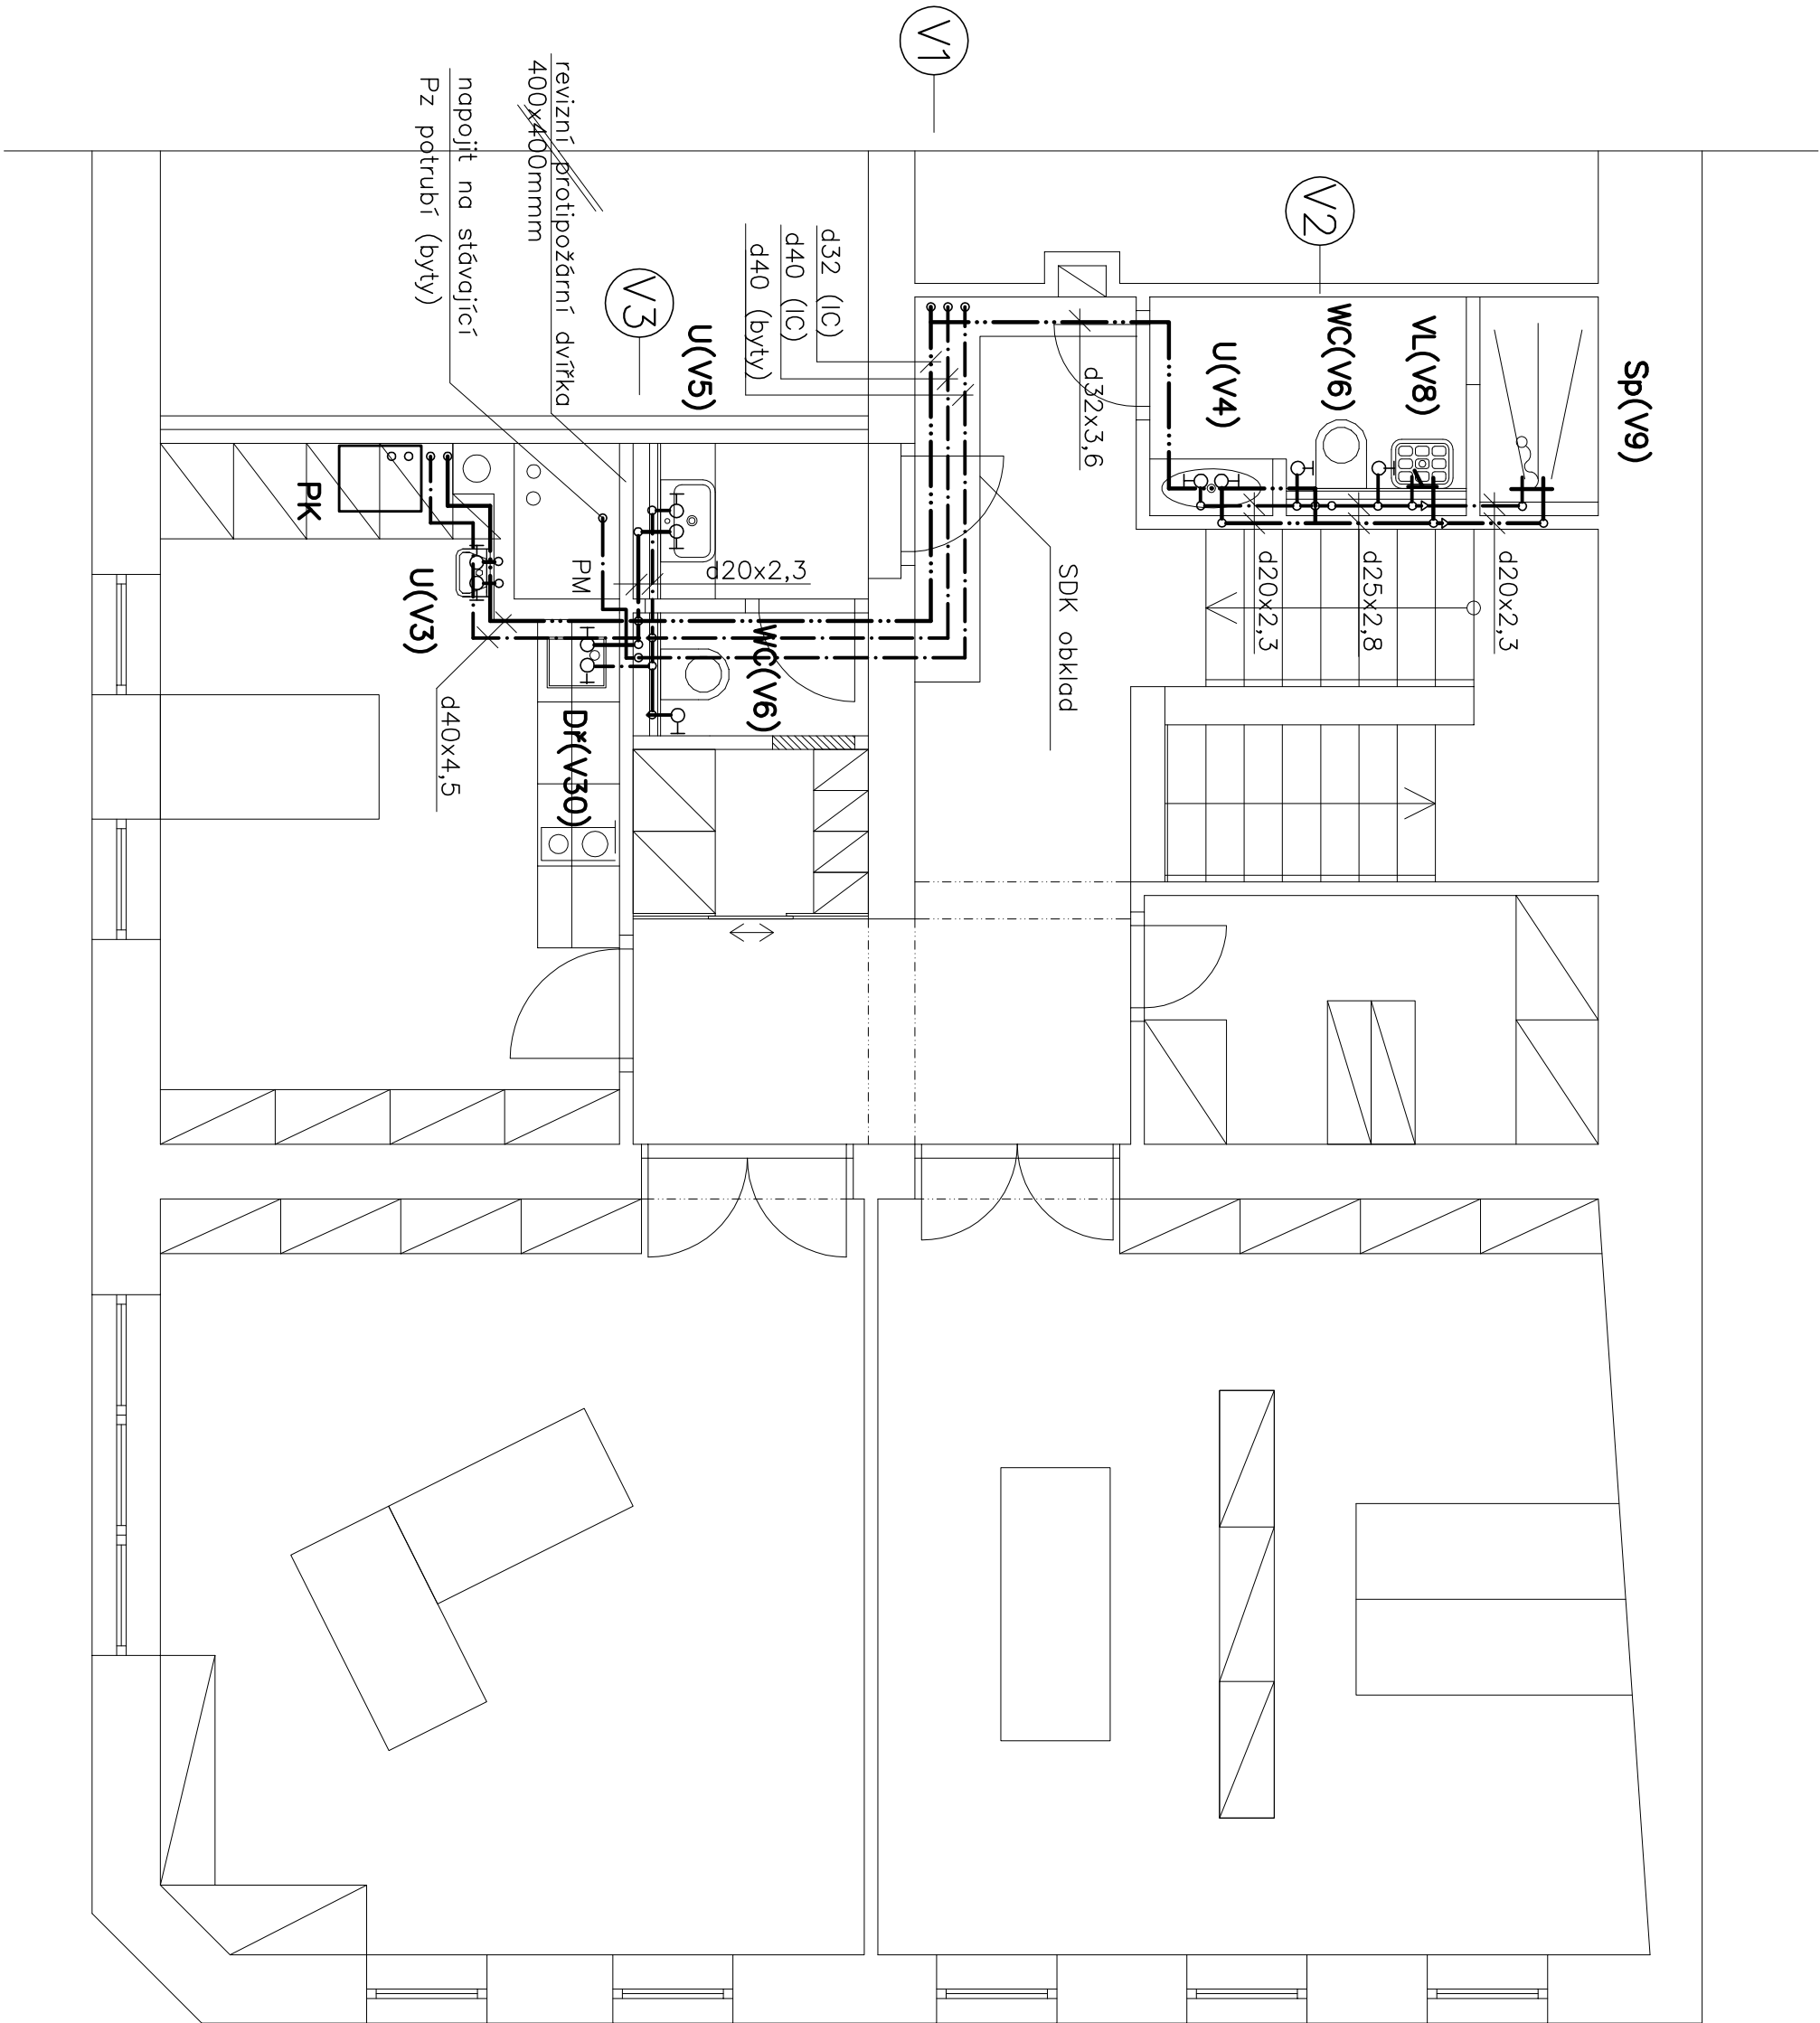 V1
V2
V3
revizní protipožární dvířka
400x400mmm
napojit na stávající
Pz potrubí (byty)
d32 (IC)
d40 (IC)
d40 (byty)
U(V5)
Sp(V9)
VL(V8)
WC(V6)
U(V4)
d32x3,6
d20x2,3
d25x2,8
d20x2,3
SDK obklad
d20x2,3
PM
PK
U(V3)
WC(V6)
Dř(V30)
d40x4,5